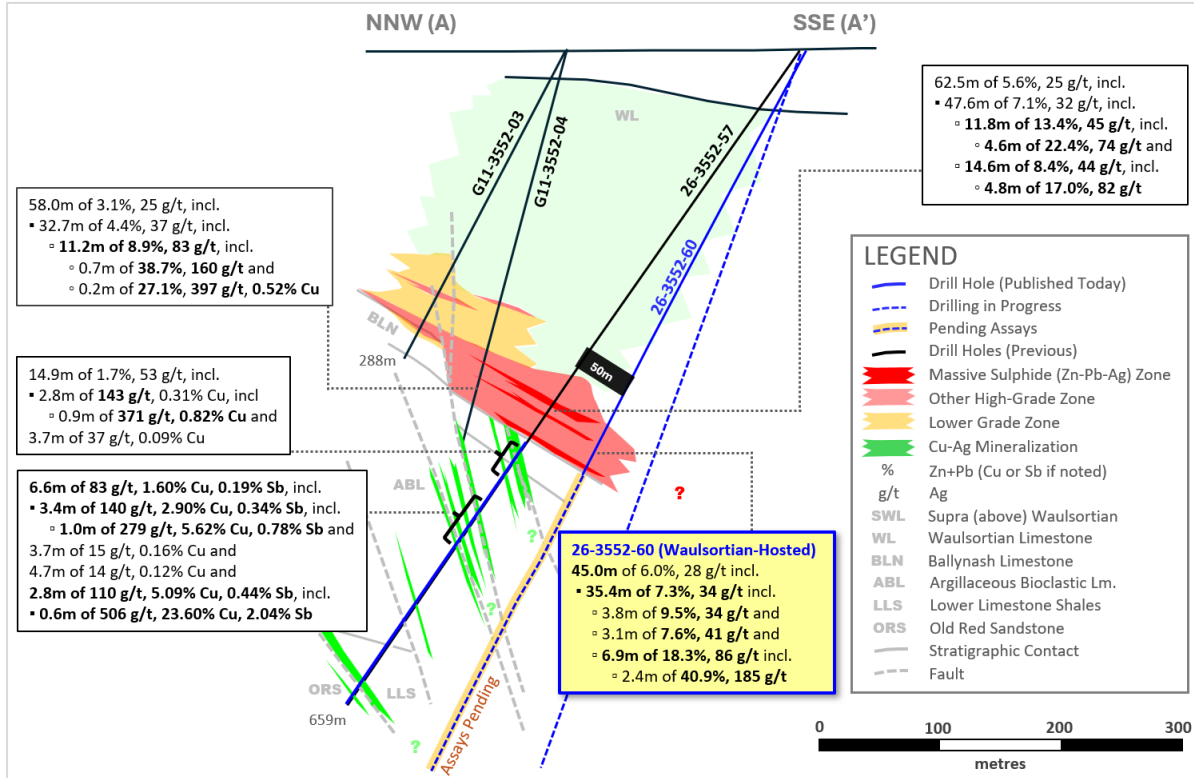 NNW (A)
SSE (A’)
WL
G11-3552-03
G11-3552-04
26-3552-57
26-3552-60
62.5m of 5.6%, 25 g/t, incl.
▪ 47.6m of 7.1%, 32 g/t, incl.
▫ 11.8m of 13.4%, 45 g/t, incl.
▫ 4.6m of 22.4%, 74 g/t and
▫ 14.6m of 8.4%, 44 g/t, incl.
▫ 4.8m of 17.0%, 82 g/t
58.0m of 3.1%, 25 g/t, incl.
▪ 32.7m of 4.4%, 37 g/t, incl.
▫ 11.2m of 8.9%, 83 g/t, incl.
▫ 0.7m of 38.7%, 160 g/t and
▫ 0.2m of 27.1%, 397 g/t, 0.52% Cu
BLN
288m
50m
14.9m of 1.7%, 53 g/t, incl.
▪ 2.8m of 143 g/t, 0.31% Cu, incl
▫ 0.9m of 371 g/t, 0.82% Cu and
3.7m of 37 g/t, 0.09% Cu
ABL
?
?
?
?
6.6m of 83 g/t, 1.60% Cu, 0.19% Sb, incl.
▪ 3.4m of 140 g/t, 2.90% Cu, 0.34% Sb, incl.
▫ 1.0m of 279 g/t, 5.62% Cu, 0.78% Sb and
3.7m of 15 g/t, 0.16% Cu and
4.7m of 14 g/t, 0.12% Cu and
2.8m of 110 g/t, 5.09% Cu, 0.44% Sb, incl.
▪ 0.6m of 506 g/t, 23.60% Cu, 2.04% Sb
26-3552-60 (Waulsortian-Hosted)
45.0m of 6.0%, 28 g/t incl.
▪ 35.4m of 7.3%, 34 g/t incl.
▫ 3.8m of 9.5%, 34 g/t and
▫ 3.1m of 7.6%, 41 g/t and
▫ 6.9m of 18.3%, 86 g/t incl.
▫ 2.4m of 40.9%, 185 g/t
ORS
LLS
659m
Assays Pending
LEGEND
Drill Hole (Published Today)
Drilling in Progress
Pending Assays
Drill Holes (Previous)
Massive Sulphide (Zn-Pb-Ag) Zone
Other High-Grade Zone
Lower Grade Zone
Cu-Ag Mineralization
% Zn+Pb (Cu or Sb if noted)
g/t Ag
SWL Supra (above) Waulsortian
WL Waulsortian Limestone
BLN Ballynash Limestone
ABL Argillaceous Bioclastic Lm.
LLS Lower Limestone Shales
ORS Old Red Sandstone
Stratigraphic Contact
Fault
0 100 200 300
metres